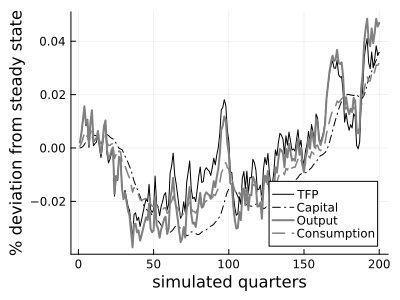 % deviation from steady state
0.04
0.02
0.00
−0.02
TFP
Capital
Output
Consumption
0
50
100
150
200
simulated quarters